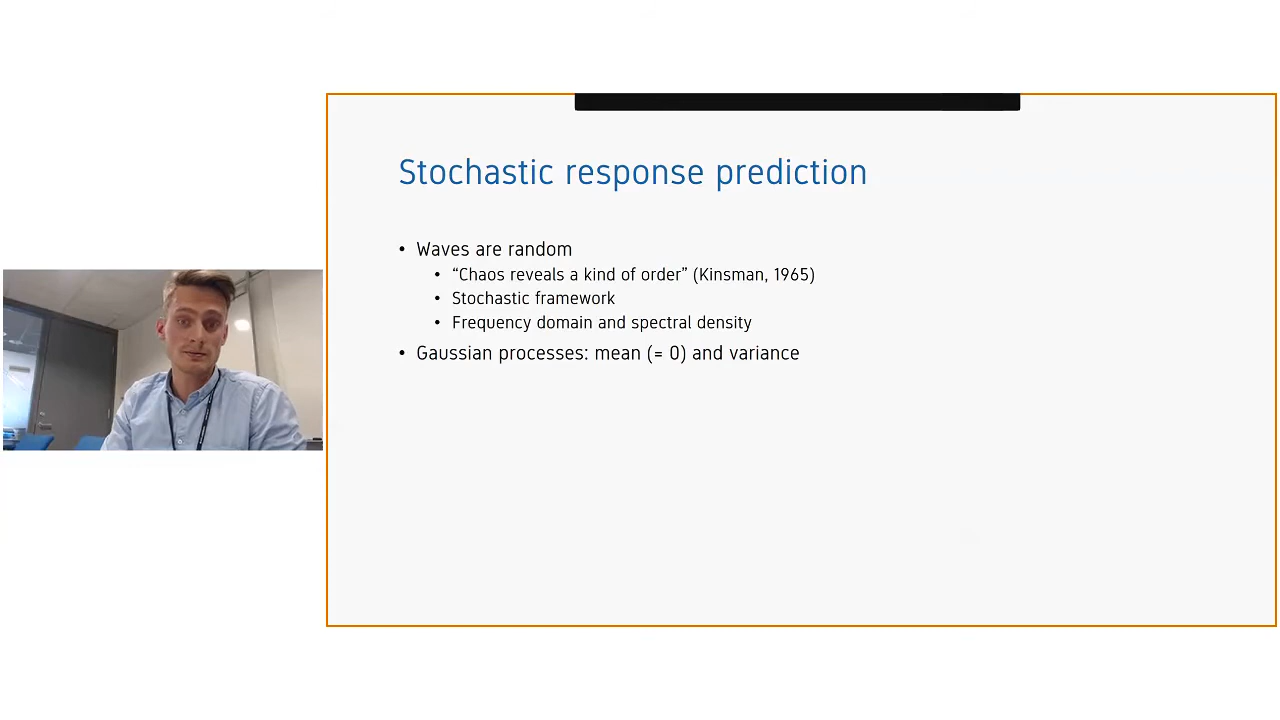 Stochastic response prediction
• Waves are random
• “Chaos reveals a kind of order” (Kinsman, 1965)
• Stochastic framework
• Frequency domain and spectral density
• Gaussian processes: mean (= 0) and variance